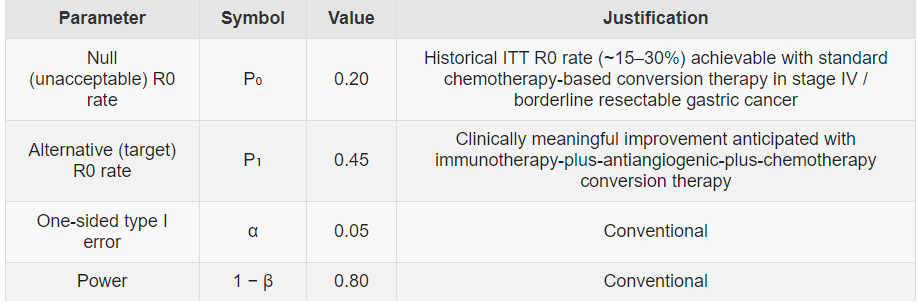 Parameter Symbol Value Justification
Null
(unacceptable) R0
rate
P₀
0.20
Historical ITT R0 rate (~15–30%) achievable with standard
chemotherapy-based conversion therapy in stage IV /
borderline resectable gastric cancer
Alternative (target)
R0 rate
P₁
0.45
Clinically meaningful improvement anticipated with
immunotherapy-plus-antiangiogenic-plus-chemotherapy
conversion therapy
One-sided type I
error
α
0.05
Conventional
Power
1 − β
0.80
Conventional